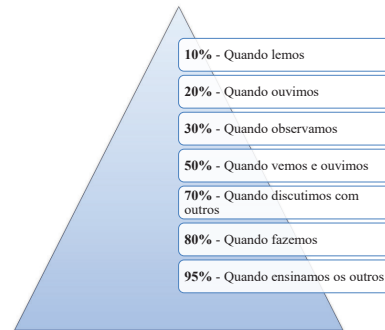 10% - Quando lemos
20% - Quando ouvimos
30% - Quando observamos
50% - Quando vemos e ouvimos
70% - Quando discutimos com
outros
80% - Quando fazemos
95% - Quando ensinamos os outros